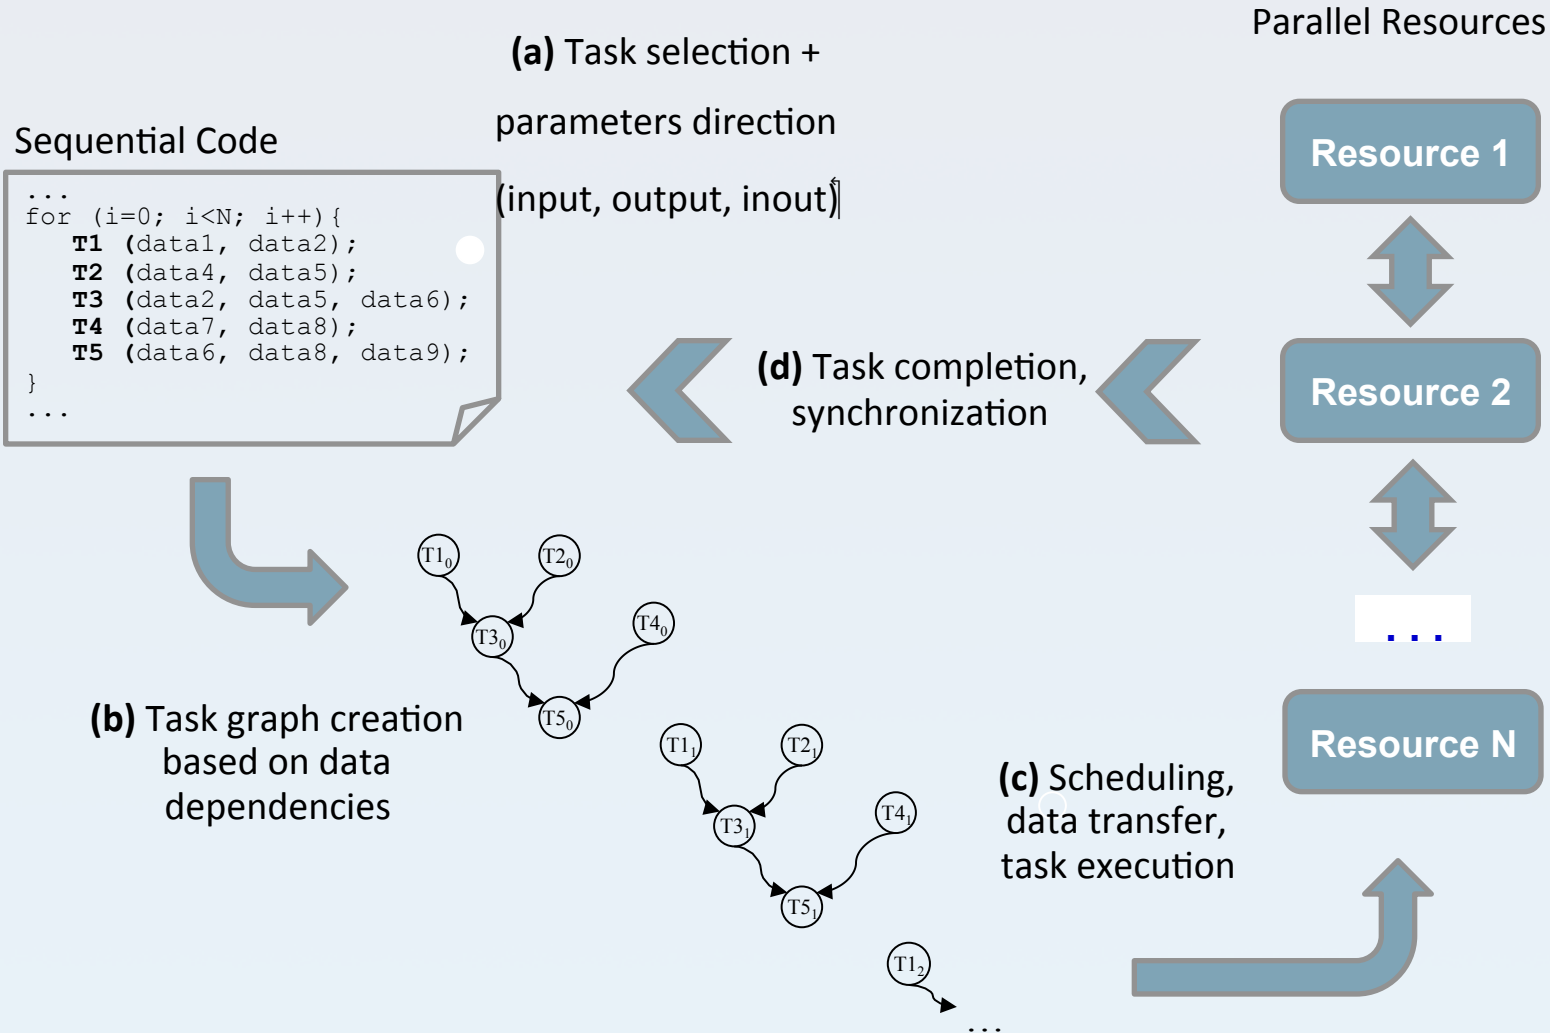 Parallel Resources
(a) Task selection +
parameters direction
(input, output, inout)
Sequential Code
...
for (i=0; i<N; i++){
T1 (data1, data2);
T2 (data4, data5);
T3 (data2, data5, data6);
T4 (data7, data8);
T5 (data6, data8, data9);
}
...
Resource 1
Resource 2
...
Resource N
(d) Task completion,
synchronization
(b) Task graph creation
based on data
dependencies
T1₀
T2₀
T3₀
T4₀
T5₀
T1₁
T2₁
T3₁
T4₁
T5₁
T1₂
...
(c) Scheduling,
data transfer,
task execution